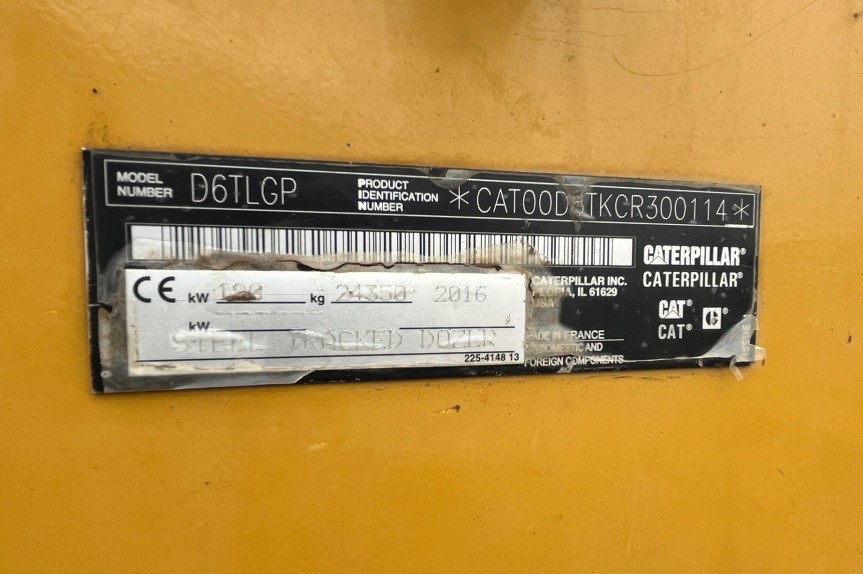 MODEL NUMBER D6TLGP PRODUCT IDENTIFICATION NUMBER *CAT00D6TKCR300114*
CATERPILLAR®
CE kW 190 kg 24350 2016
CATERPILLAR INC.
CATERPILLAR®
PEORIA, IL 61629
USA
kW
CAT®
CAT® C®
STEEL TRACKED DOZER
MADE IN FRANCE
DOMESTIC AND
FOREIGN COMPONENTS
225-4148 13